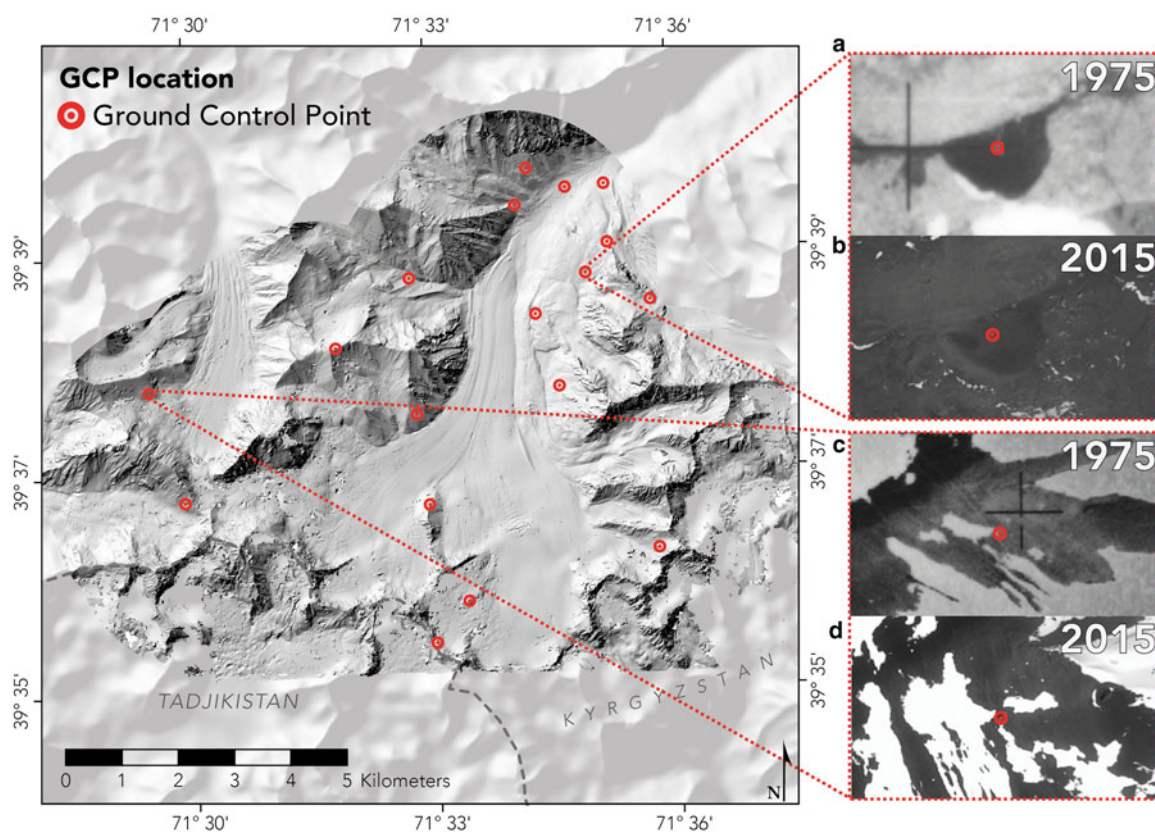 71° 30'
71° 33'
71° 36'
GCP location
Ground Control Point
39° 39'
39° 37'
39° 35'
39° 39'
39° 37'
39° 35'
TADJIKISTAN
KYRGYZSTAN
0 1 2 3 4 5 Kilometers
N
71° 30'
71° 33'
71° 36'
a
1975
b
2015
c
1975
d
2015